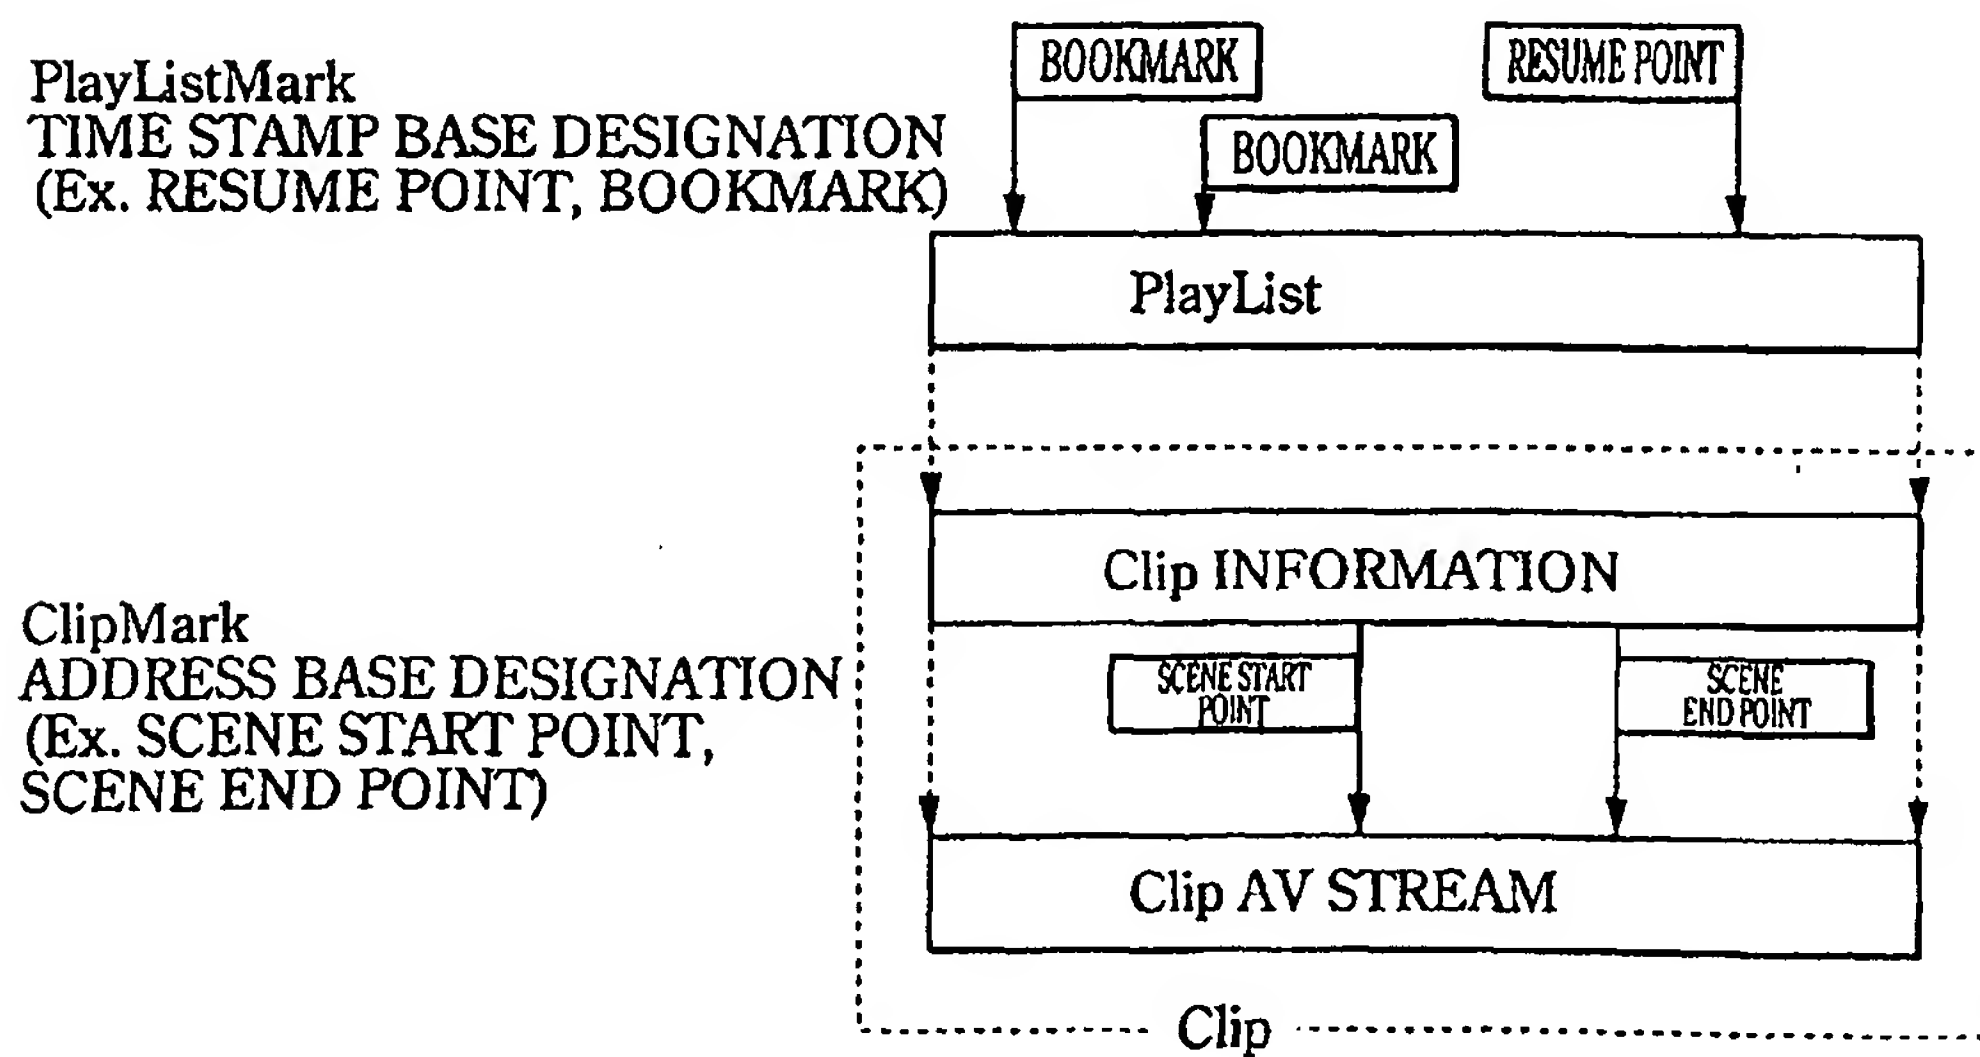 PlayListMark
TIME STAMP BASE DESIGNATION
(Ex. RESUME POINT, BOOKMARK)
BOOKMARK
RESUME POINT
BOOKMARK
PlayList
ClipMark
ADDRESS BASE DESIGNATION
(Ex. SCENE START POINT,
SCENE END POINT)
Clip INFORMATION
SCENE START
POINT
SCENE
END POINT
Clip AV STREAM
Clip